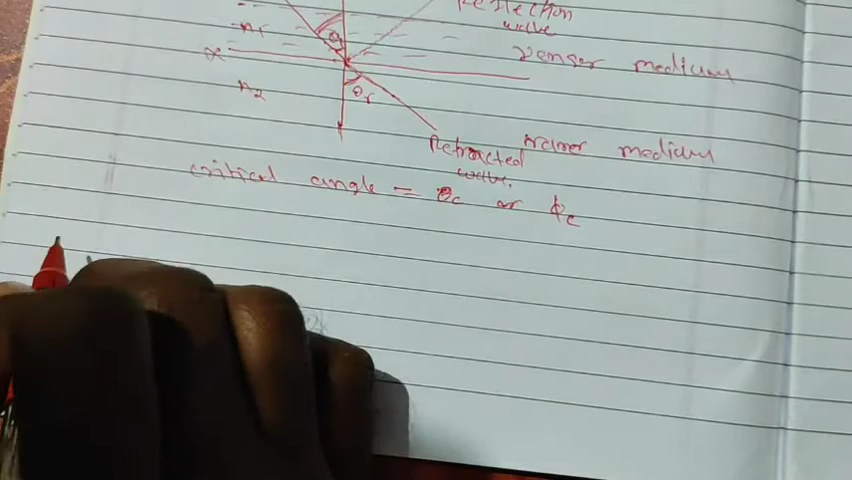 Reflection
wave
n₁
θᵢ
denser medium
x
n₂
θᵣ
rarer medium
Refracted
wave.
critical angle = θc or ϕc